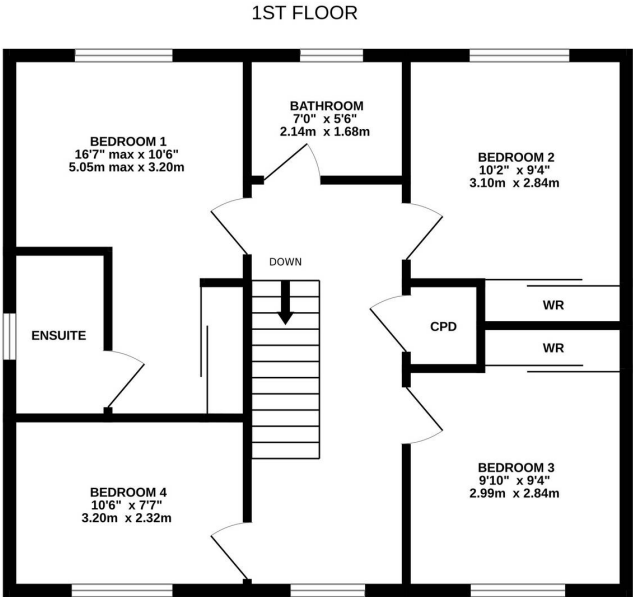 1ST FLOOR
BEDROOM 1
16'7" max x 10'6"
5.05m max x 3.20m
BATHROOM
7'0" x 5'6"
2.14m x 1.68m
BEDROOM 2
10'2" x 9'4"
3.10m x 2.84m
DOWN
WR
ENSUITE
CPD
WR
BEDROOM 4
10'6" x 7'7"
3.20m x 2.32m
BEDROOM 3
9'10" x 9'4"
2.99m x 2.84m